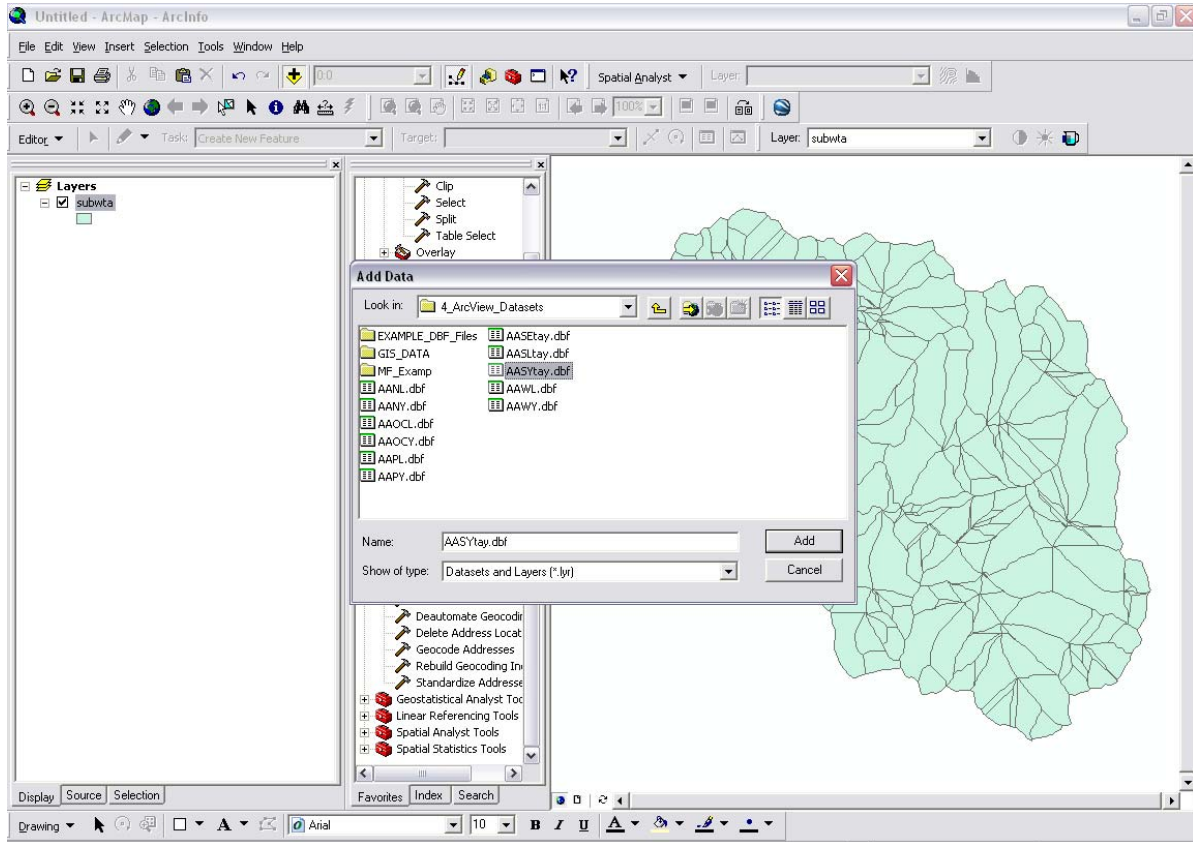 Untitled - ArcMap - ArcInfo
File Edit View Insert Selection Tools Window Help
0:0
Spatial Analyst
Layer:
100%
Editor
Task: Create New Feature
Target:
Layer: subwta
Layers
subwta
Clip
Select
Split
Table Select
Overlay
Add Data
Look in: 4_ArcView_Datasets
EXAMPLE_DBF_Files
GIS_DATA
MF_Examp
AANL.dbf
AANY.dbf
AAOCL.dbf
AAOCY.dbf
AAPL.dbf
AAPY.dbf
AASEtay.dbf
AASLtay.dbf
AASYtay.dbf
AAWL.dbf
AAWY.dbf
Name: AASYtay.dbf
Add
Show of type: Datasets and Layers (*.lyr)
Cancel
Deautomate Geocodin
Delete Address Locat
Geocode Addresses
Rebuild Geocoding In
Standardize Addresse
Geostatistical Analyst Too
Linear Referencing Tools
Spatial Analyst Tools
Spatial Statistics Tools
Display Source Selection
Favorites Index Search
Drawing
A
Arial
10
B I U A